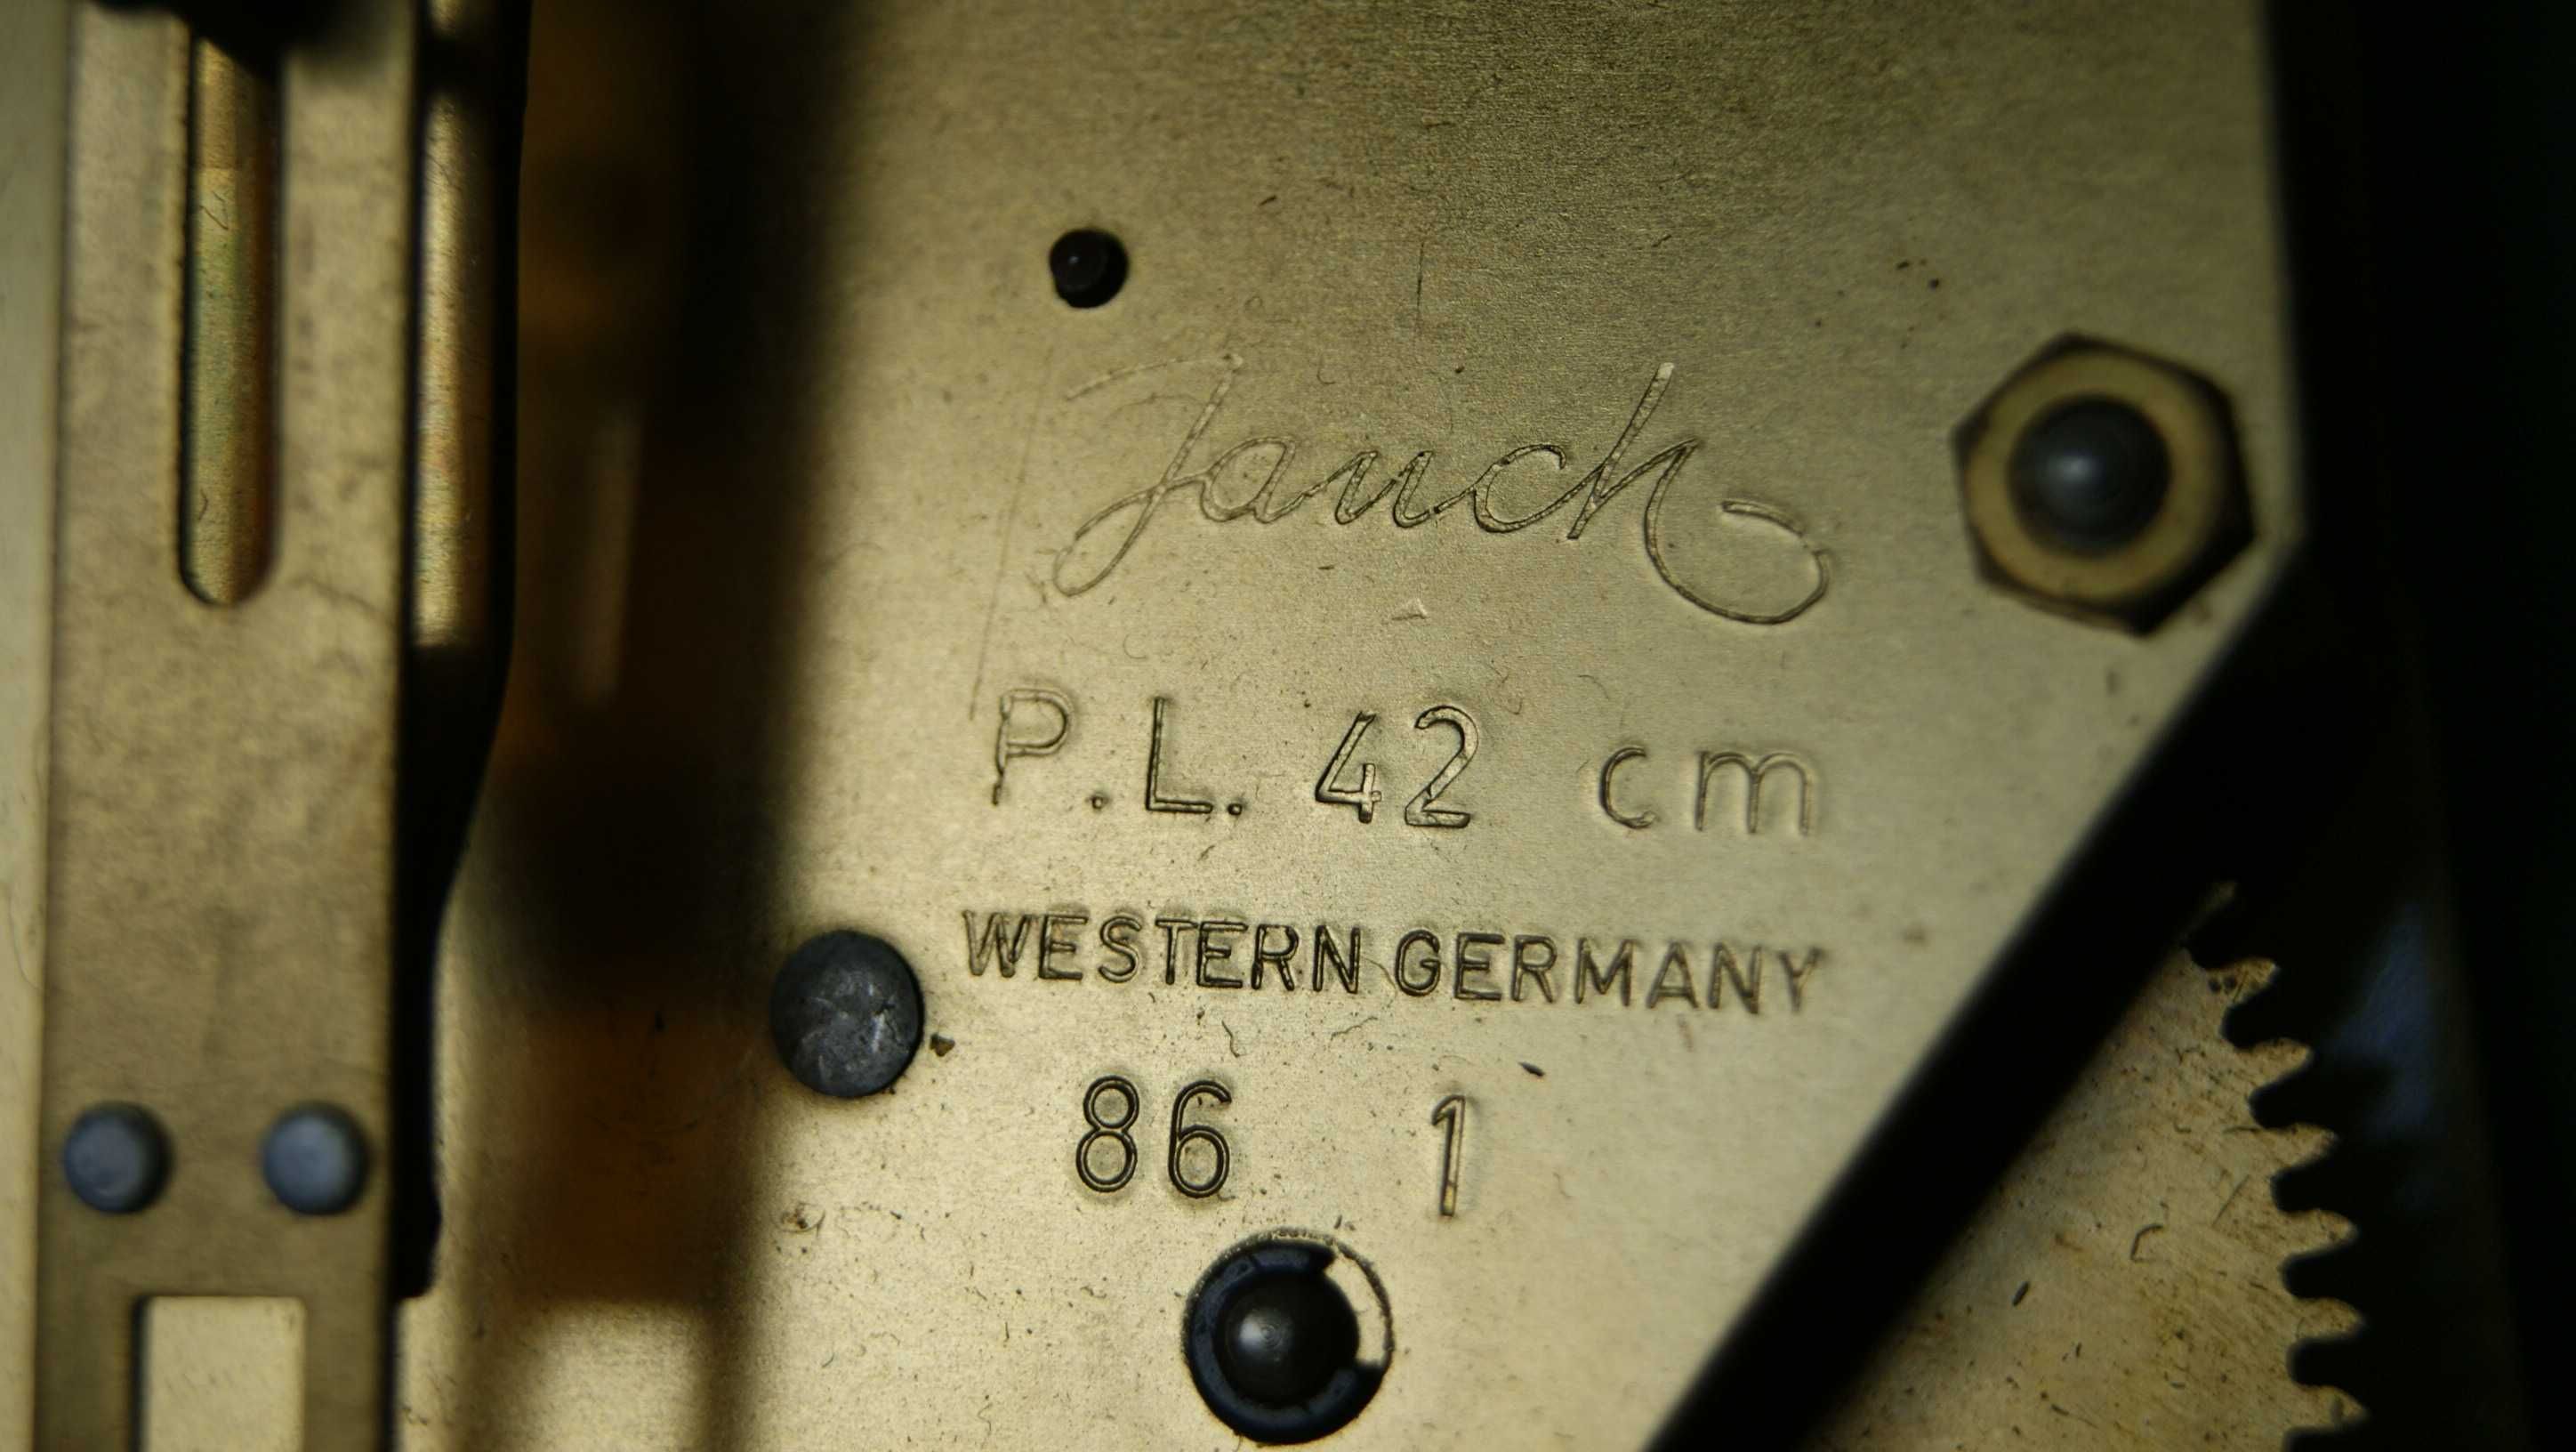 Jauch
P.L. 42 cm
WESTERN GERMANY
86 1